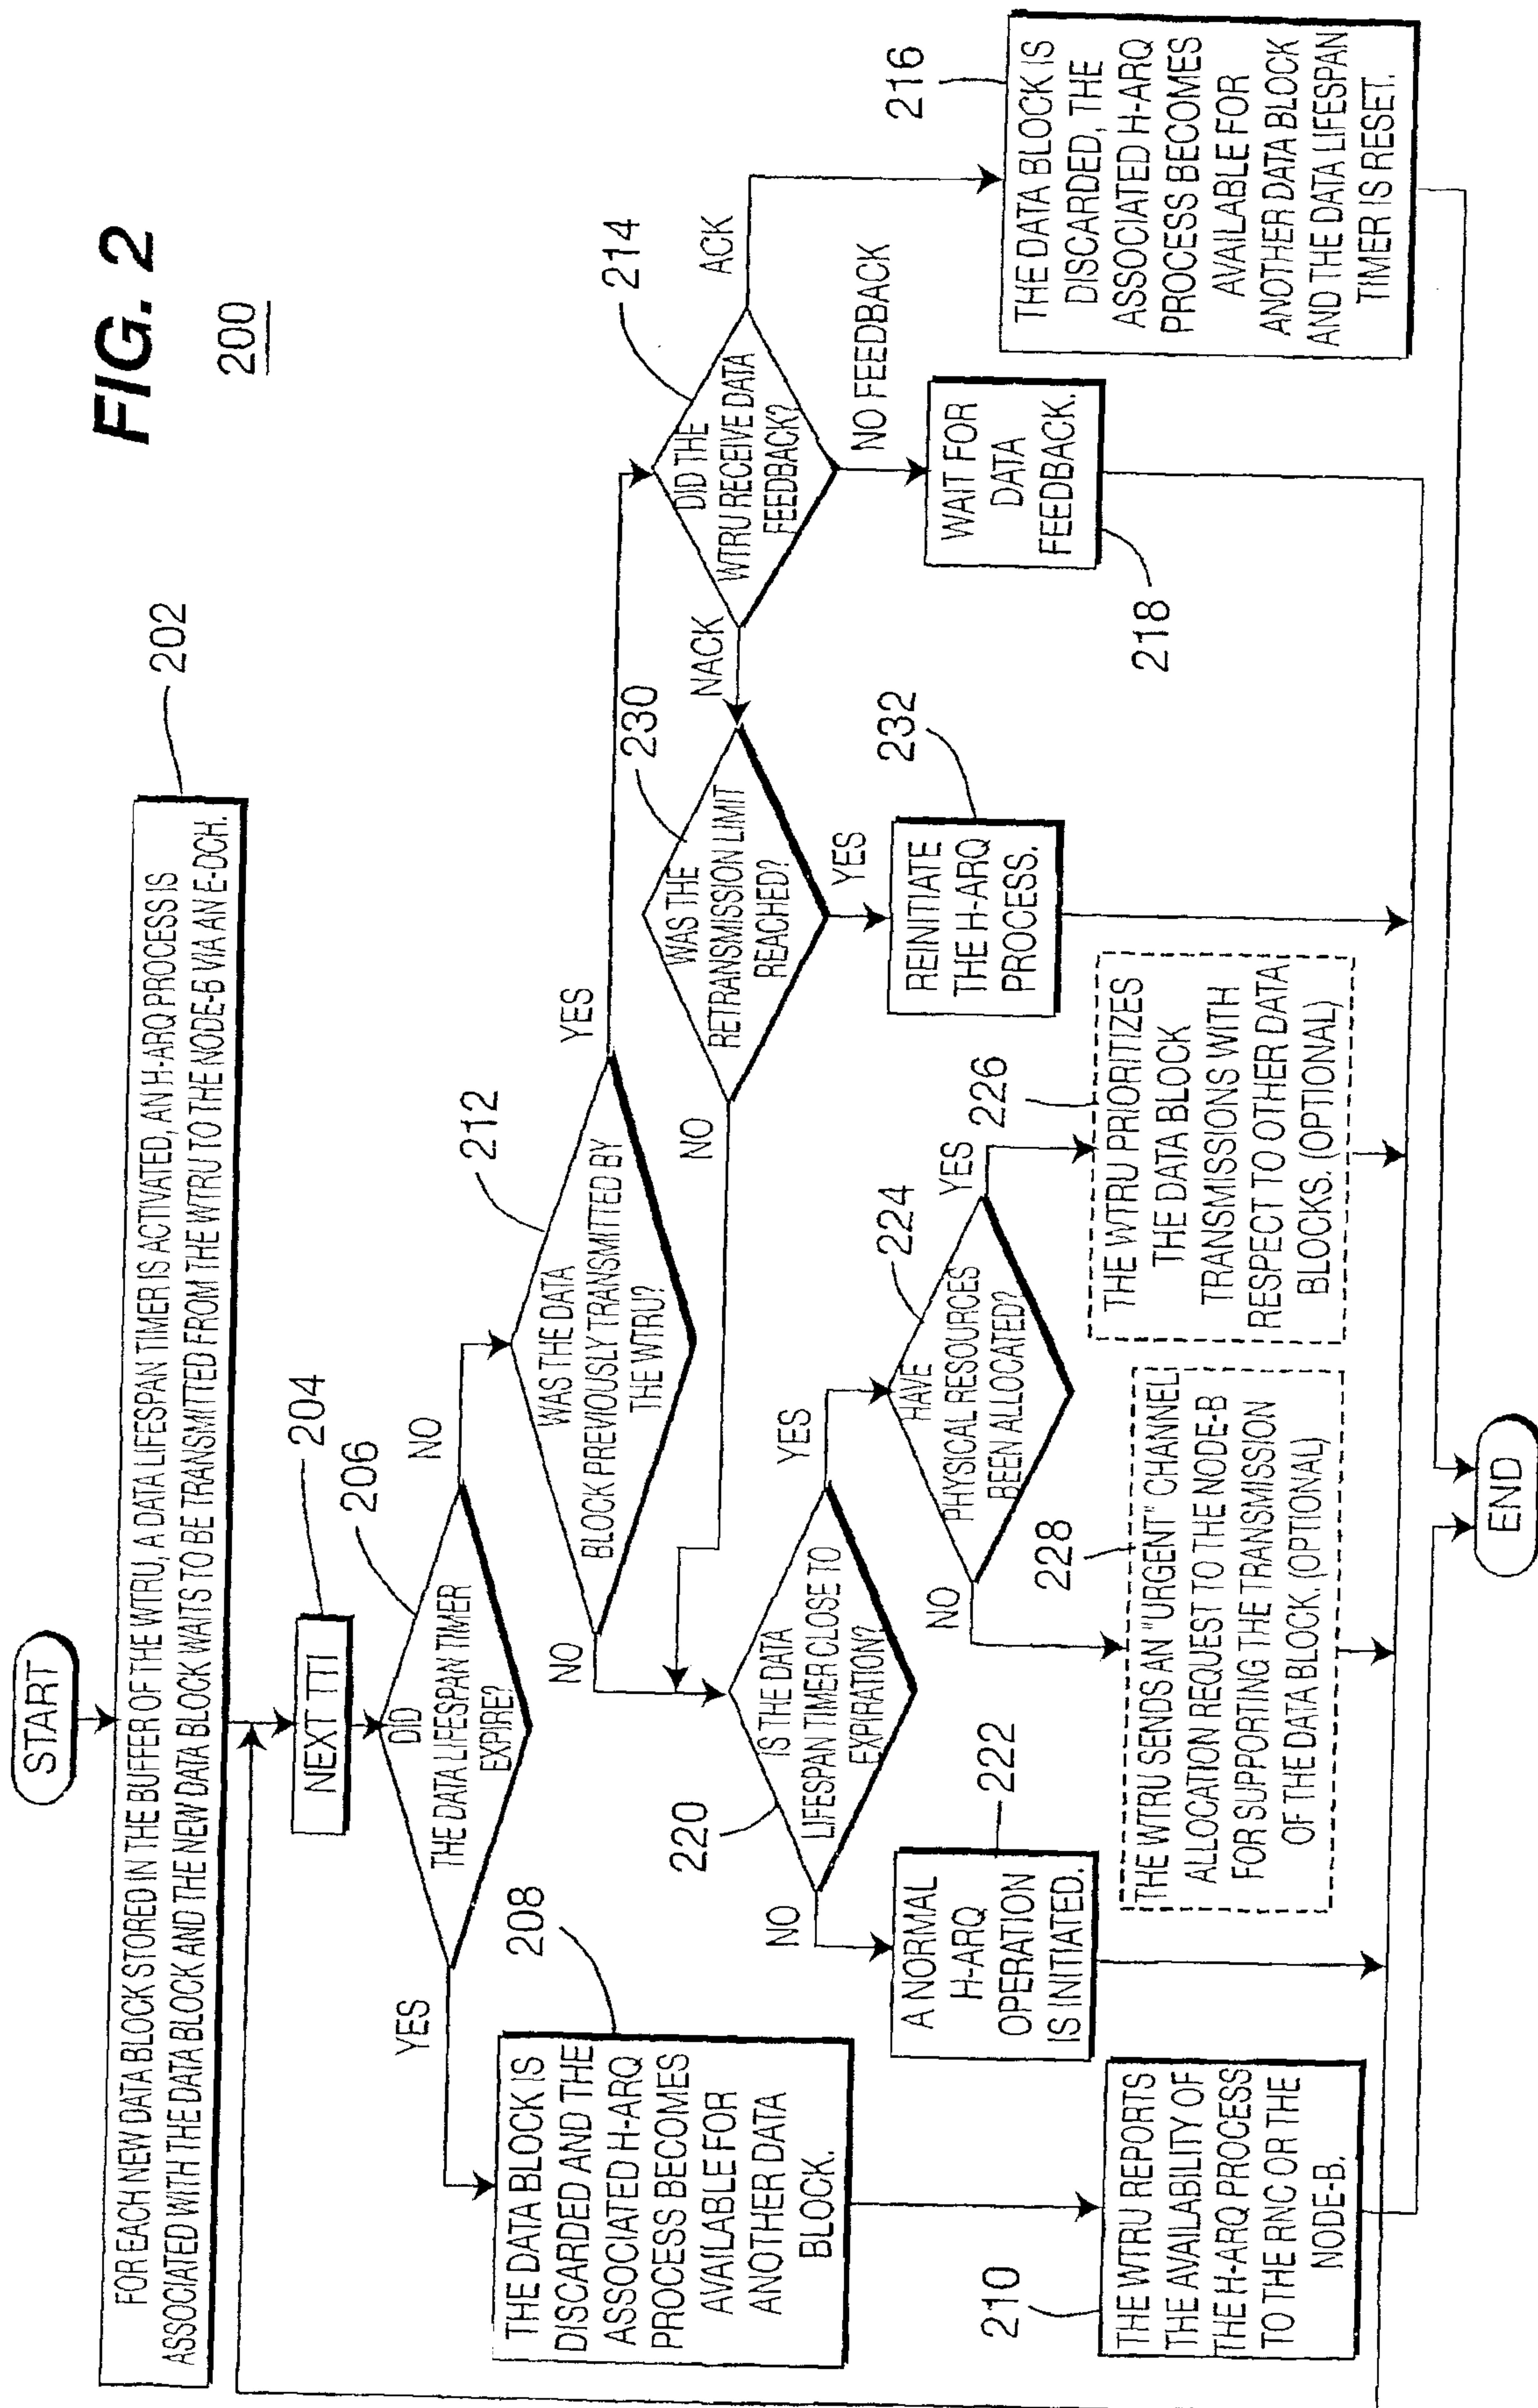 FIG. 2
200
START
FOR EACH NEW DATA BLOCK STORED IN THE BUFFER OF THE WTRU, A DATA LIFESPAN TIMER IS ACTIVATED, AN H-ARQ PROCESS IS
ASSOCIATED WITH THE DATA BLOCK AND THE NEW DATA BLOCK WAITS TO BE TRANSMITTED FROM THE WTRU TO THE NODE-B VIA AN E-DCH.
202
NEXT TTI
204
DID
THE DATA LIFESPAN TIMER
EXPIRE?
206
YES
NO
THE DATA BLOCK IS
DISCARDED AND THE
ASSOCIATED H-ARQ
PROCESS BECOMES
AVAILABLE FOR
ANOTHER DATA
BLOCK.
208
THE WTRU REPORTS
THE AVAILABILITY OF
THE H-ARQ PROCESS
TO THE RNC OR THE
NODE-B.
210
WAS THE DATA
BLOCK PREVIOUSLY TRANSMITTED BY
THE WTRU?
212
NO
YES
DID THE
WTRU RECEIVE DATA
FEEDBACK?
214
NACK
ACK
NO FEEDBACK
THE DATA BLOCK IS
DISCARDED, THE
ASSOCIATED H-ARQ
PROCESS BECOMES
AVAILABLE FOR
ANOTHER DATA BLOCK
AND THE DATA LIFESPAN
TIMER IS RESET.
216
WAIT FOR
DATA
FEEDBACK.
218
WAS THE
RETRANSMISSION LIMIT
REACHED?
230
NO
YES
REINITIATE
THE H-ARQ
PROCESS.
232
IS THE DATA
LIFESPAN TIMER CLOSE TO
EXPIRATION?
220
NO
YES
A NORMAL
H-ARQ
OPERATION
IS INITIATED.
222
HAVE
PHYSICAL RESOURCES
BEEN ALLOCATED?
224
NO
YES
THE WTRU PRIORITIZES
THE DATA BLOCK
TRANSMISSIONS WITH
RESPECT TO OTHER DATA
BLOCKS. (OPTIONAL)
226
THE WTRU SENDS AN "URGENT" CHANNEL
ALLOCATION REQUEST TO THE NODE-B
FOR SUPPORTING THE TRANSMISSION
OF THE DATA BLOCK. (OPTIONAL)
228
END